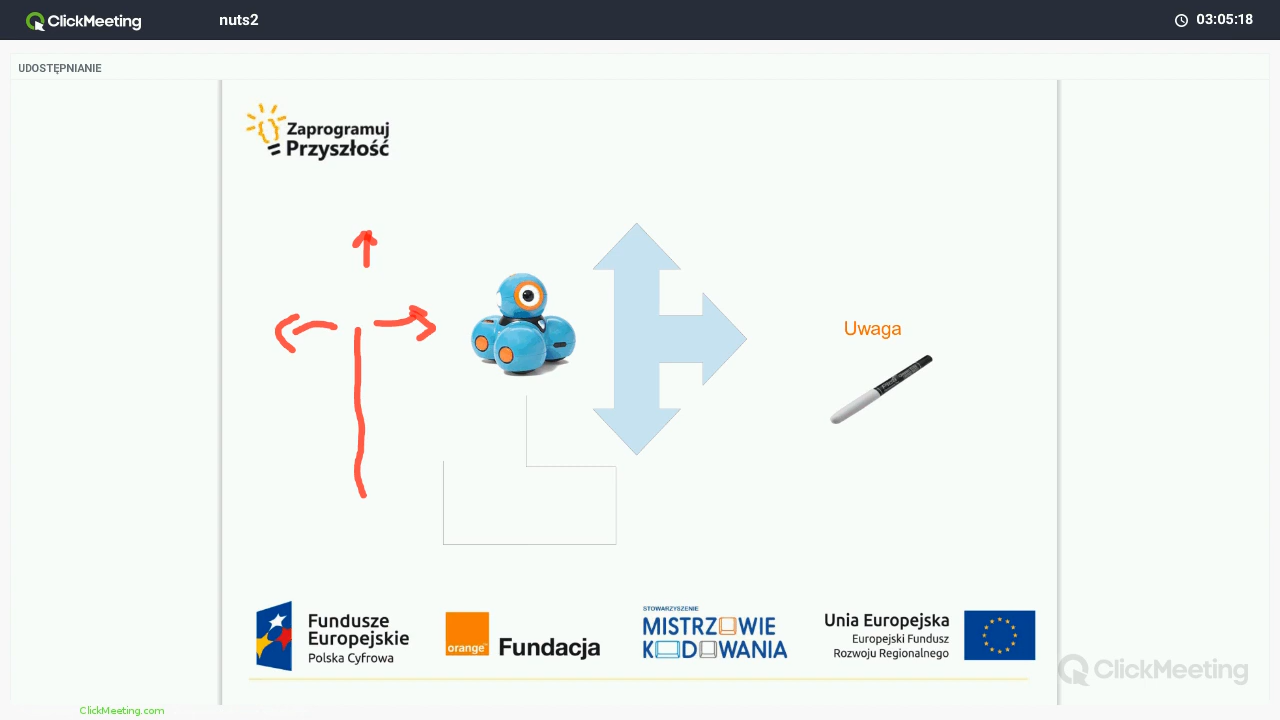 ClickMeeting
nuts2
03:05:18
UDOSTĘPNIANIE
Zaprogramuj
Przyszłość
Uwaga
Fundusze
Europejskie
Polska Cyfrowa
orange™
Fundacja
STOWARZYSZENIE
MISTRZOWIE
KODOWANIA
Unia Europejska
Europejski Fundusz
Rozwoju Regionalnego
ClickMeeting
ClickMeeting.com